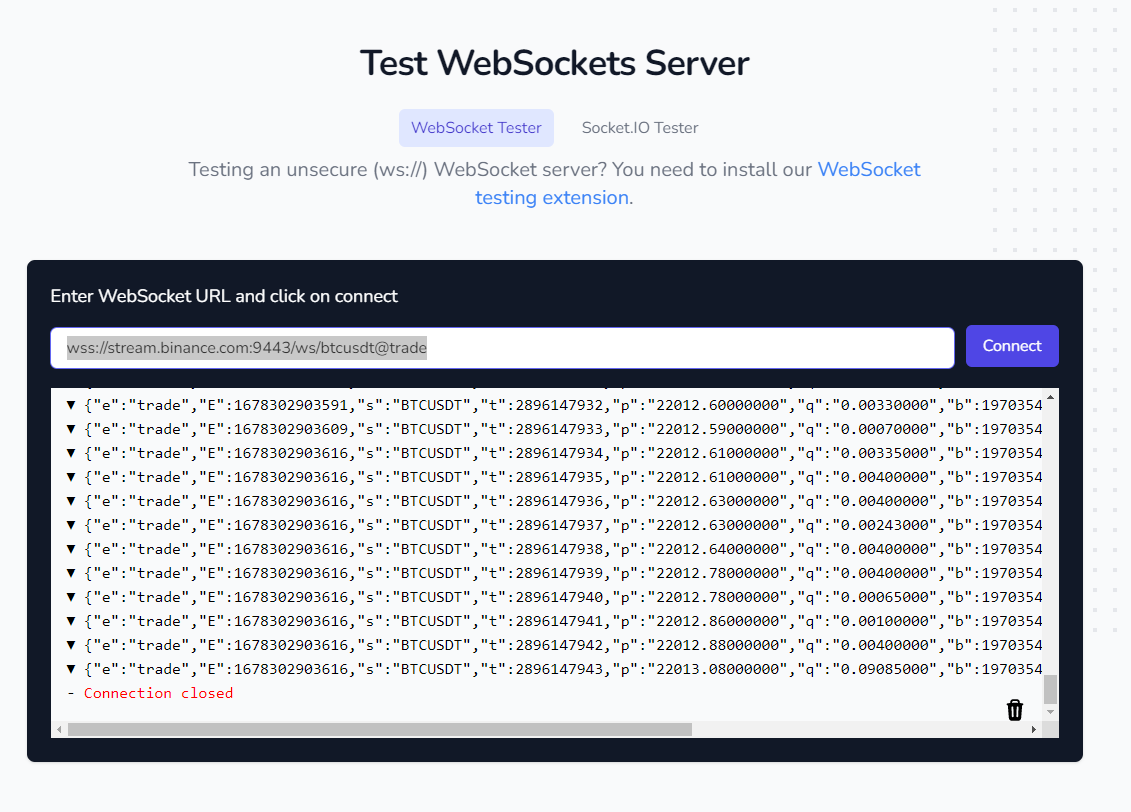 Test WebSockets Server
WebSocket Tester Socket.IO Tester
Testing an unsecure (ws://) WebSocket server? You need to install our WebSocket
testing extension.
Enter WebSocket URL and click on connect
wss://stream.binance.com:9443/ws/btcusdt@trade Connect
▼ {"e":"trade","E":1678302903591,"s":"BTCUSDT","t":2896147932,"p":"22012.60000000","q":"0.00330000","b":1970354
▼ {"e":"trade","E":1678302903609,"s":"BTCUSDT","t":2896147933,"p":"22012.59000000","q":"0.00070000","b":1970354
▼ {"e":"trade","E":1678302903616,"s":"BTCUSDT","t":2896147934,"p":"22012.61000000","q":"0.00335000","b":1970354
▼ {"e":"trade","E":1678302903616,"s":"BTCUSDT","t":2896147935,"p":"22012.61000000","q":"0.00400000","b":1970354
▼ {"e":"trade","E":1678302903616,"s":"BTCUSDT","t":2896147936,"p":"22012.63000000","q":"0.00400000","b":1970354
▼ {"e":"trade","E":1678302903616,"s":"BTCUSDT","t":2896147937,"p":"22012.63000000","q":"0.00243000","b":1970354
▼ {"e":"trade","E":1678302903616,"s":"BTCUSDT","t":2896147938,"p":"22012.64000000","q":"0.00400000","b":1970354
▼ {"e":"trade","E":1678302903616,"s":"BTCUSDT","t":2896147939,"p":"22012.78000000","q":"0.00400000","b":1970354
▼ {"e":"trade","E":1678302903616,"s":"BTCUSDT","t":2896147940,"p":"22012.78000000","q":"0.00065000","b":1970354
▼ {"e":"trade","E":1678302903616,"s":"BTCUSDT","t":2896147941,"p":"22012.86000000","q":"0.00100000","b":1970354
▼ {"e":"trade","E":1678302903616,"s":"BTCUSDT","t":2896147942,"p":"22012.88000000","q":"0.00400000","b":1970354
▼ {"e":"trade","E":1678302903616,"s":"BTCUSDT","t":2896147943,"p":"22013.08000000","q":"0.09085000","b":1970354
- Connection closed